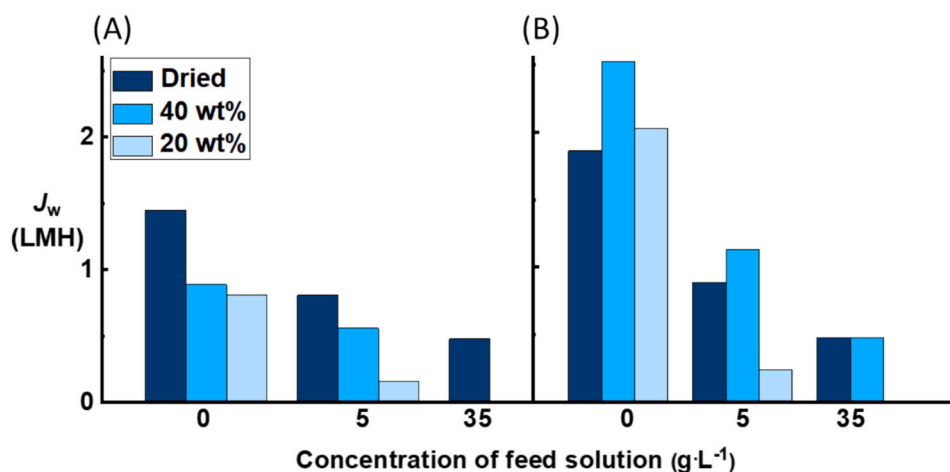 (A)
(B)
Dried
40 wt%
20 wt%
2
1
0
Jw
(LMH)
0 5 35 0 5 35
Concentration of feed solution (g·L-1)